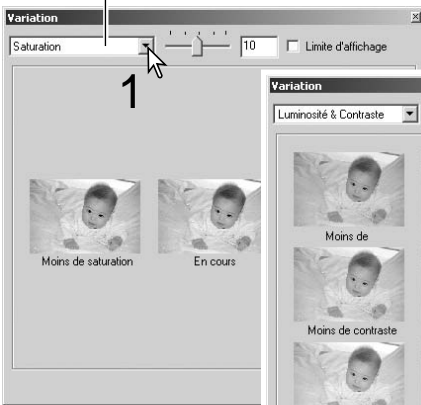 Variation
Saturation
10
Limite d'affichage
1
Moins de saturation
En cours
Variation
Luminosité & Contraste
Moins de
Moins de contraste